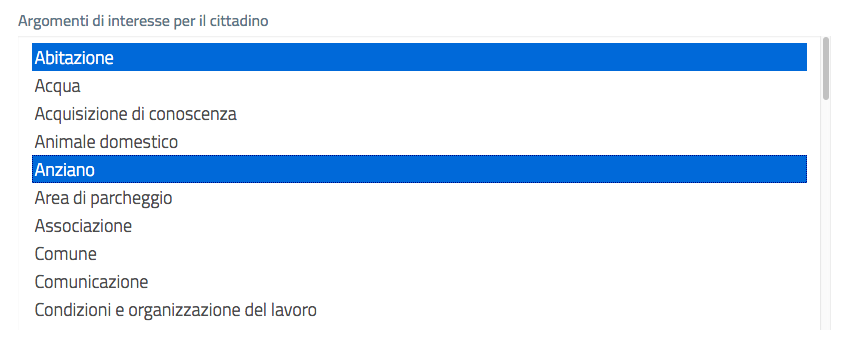 Argomenti di interesse per il cittadino
Abitazione
Acqua
Acquisizione di conoscenza
Animale domestico
Anziano
Area di parcheggio
Associazione
Comune
Comunicazione
Condizioni e organizzazione del lavoro